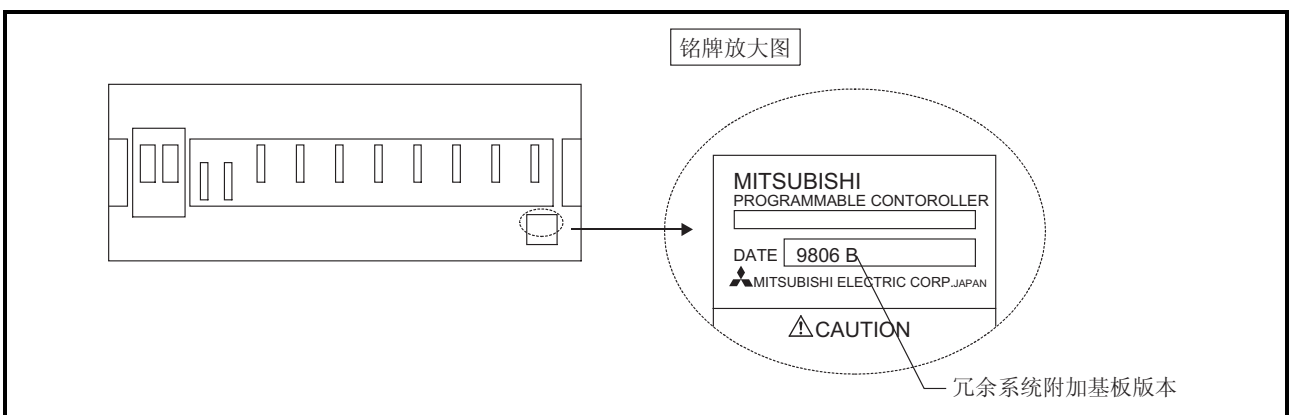 铭牌放大图
MITSUBISHI
PROGRAMMABLE CONTOROLLER
DATE 9806 B
MITSUBISHI ELECTRIC CORP.JAPAN
CAUTION
冗余系统附加基板版本